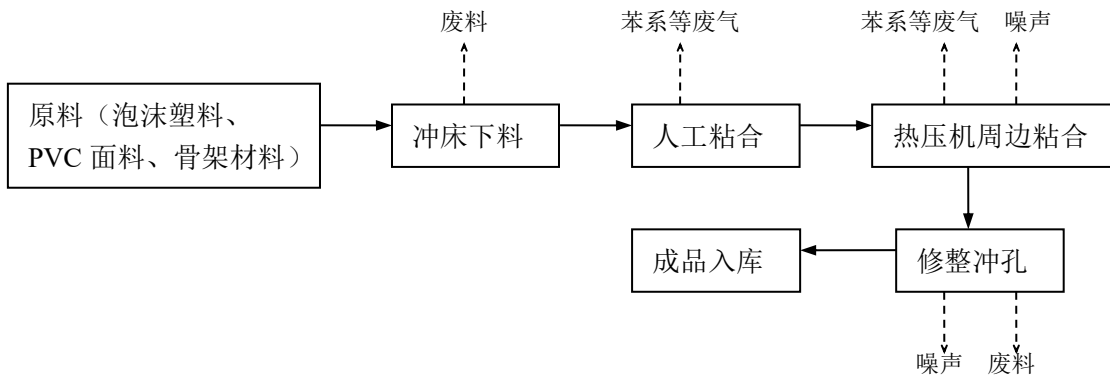 废料
苯系等废气
苯系等废气
噪声
原料（泡沫塑料、
PVC 面料、骨架材料）
冲床下料
人工粘合
热压机周边粘合
成品入库
修整冲孔
噪声
废料